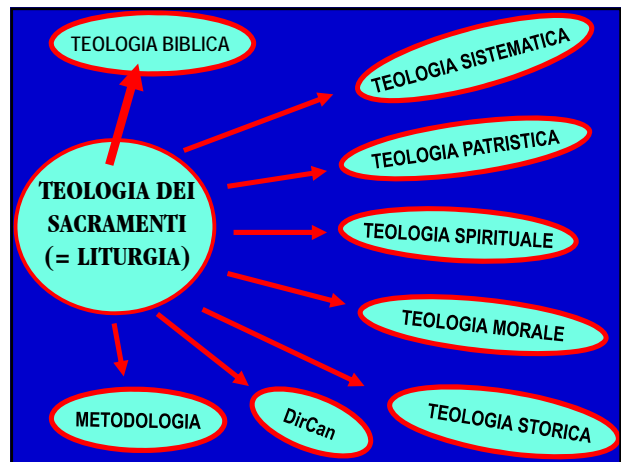 TEOLOGIA BIBLICA
TEOLOGIA SISTEMATICA
TEOLOGIA PATRISTICA
TEOLOGIA DEI
SACRAMENTI
(= LITURGIA)
TEOLOGIA SPIRITUALE
TEOLOGIA MORALE
METODOLOGIA
DirCan
TEOLOGIA STORICA